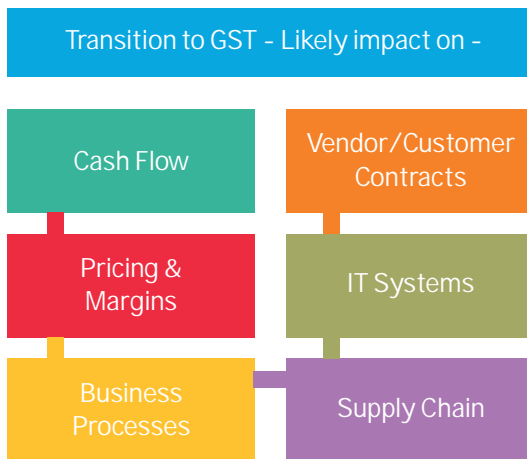 Transition to GST - Likely impact on -
Cash Flow
Vendor/Customer
Contracts
Pricing &
Margins
IT Systems
Business
Processes
Supply Chain